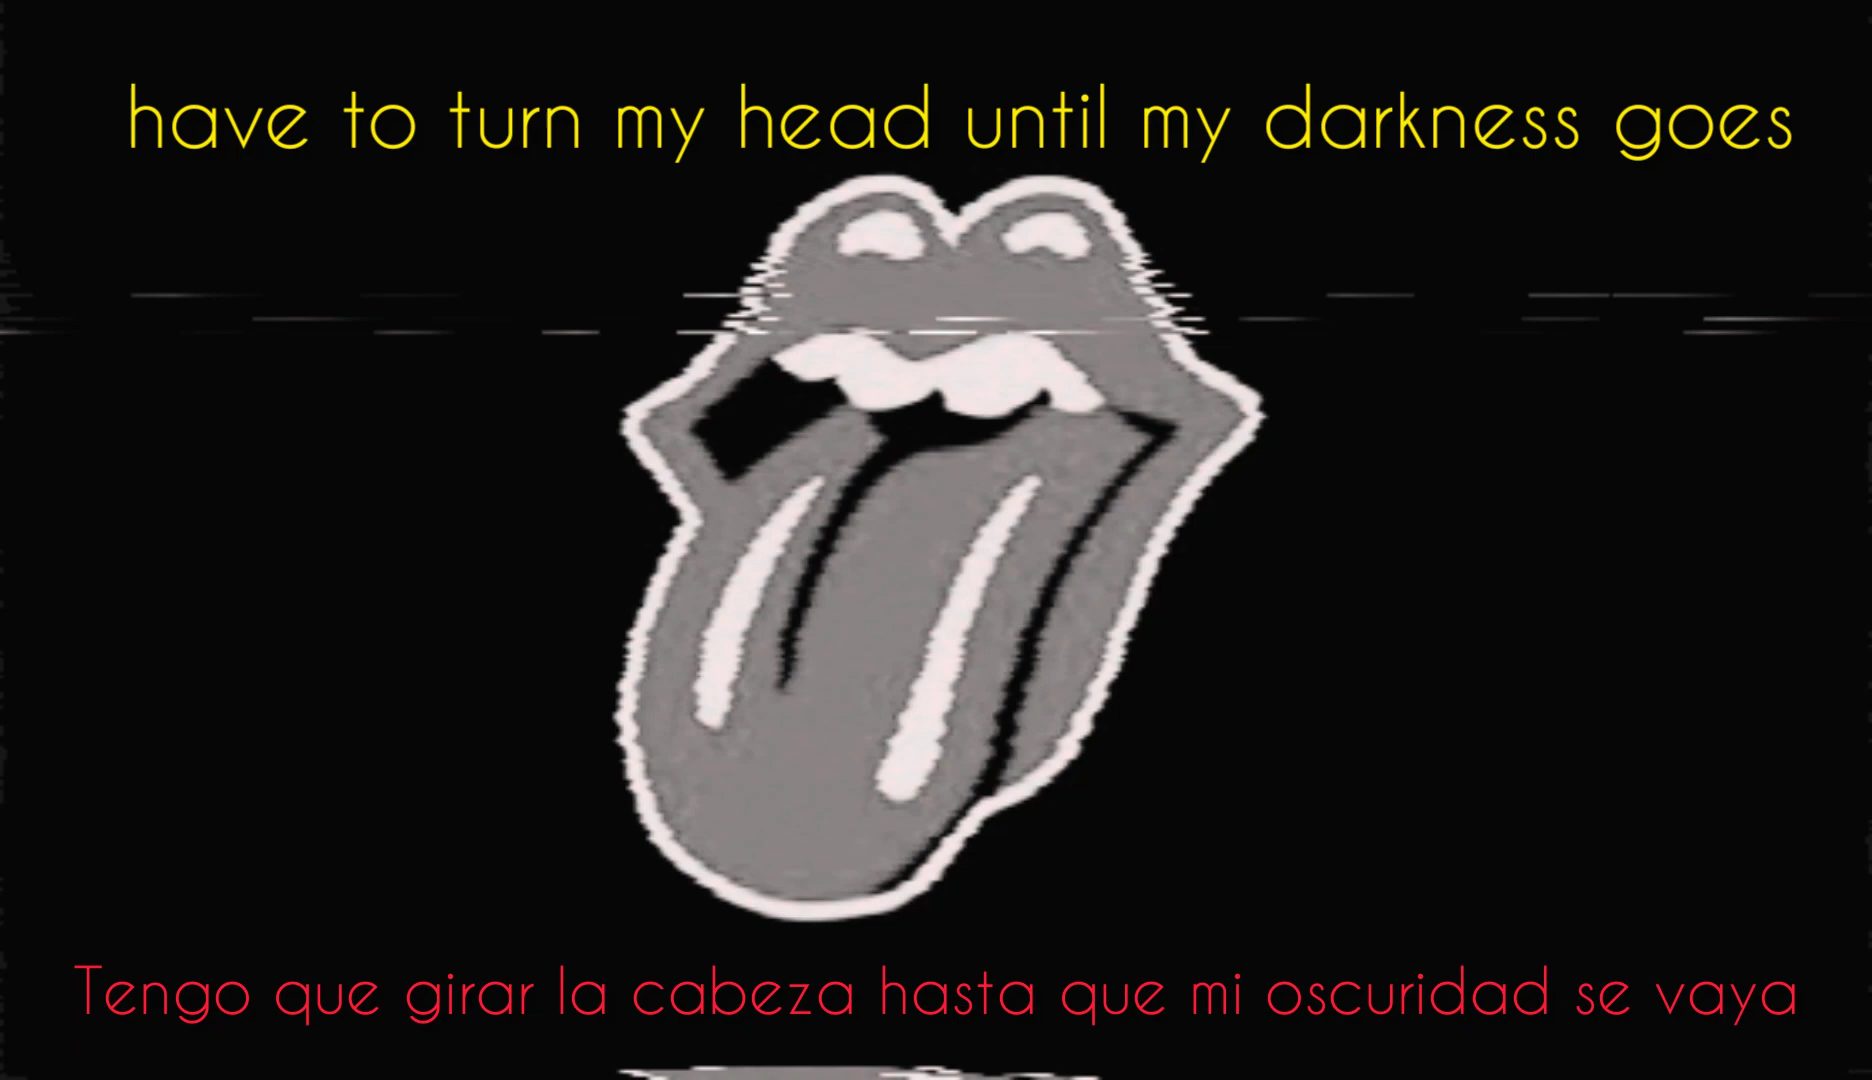 have to turn my head until my darkness goes
Tengo que girar la cabeza hasta que mi oscuridad se vaya